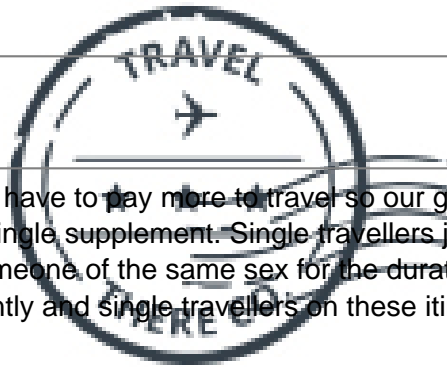 TRAVEL
have to pay more to travel so our g
ingle supplement. Single travellers j
meone of the same sex for the durat
ntly and single travellers on these iti
THERE